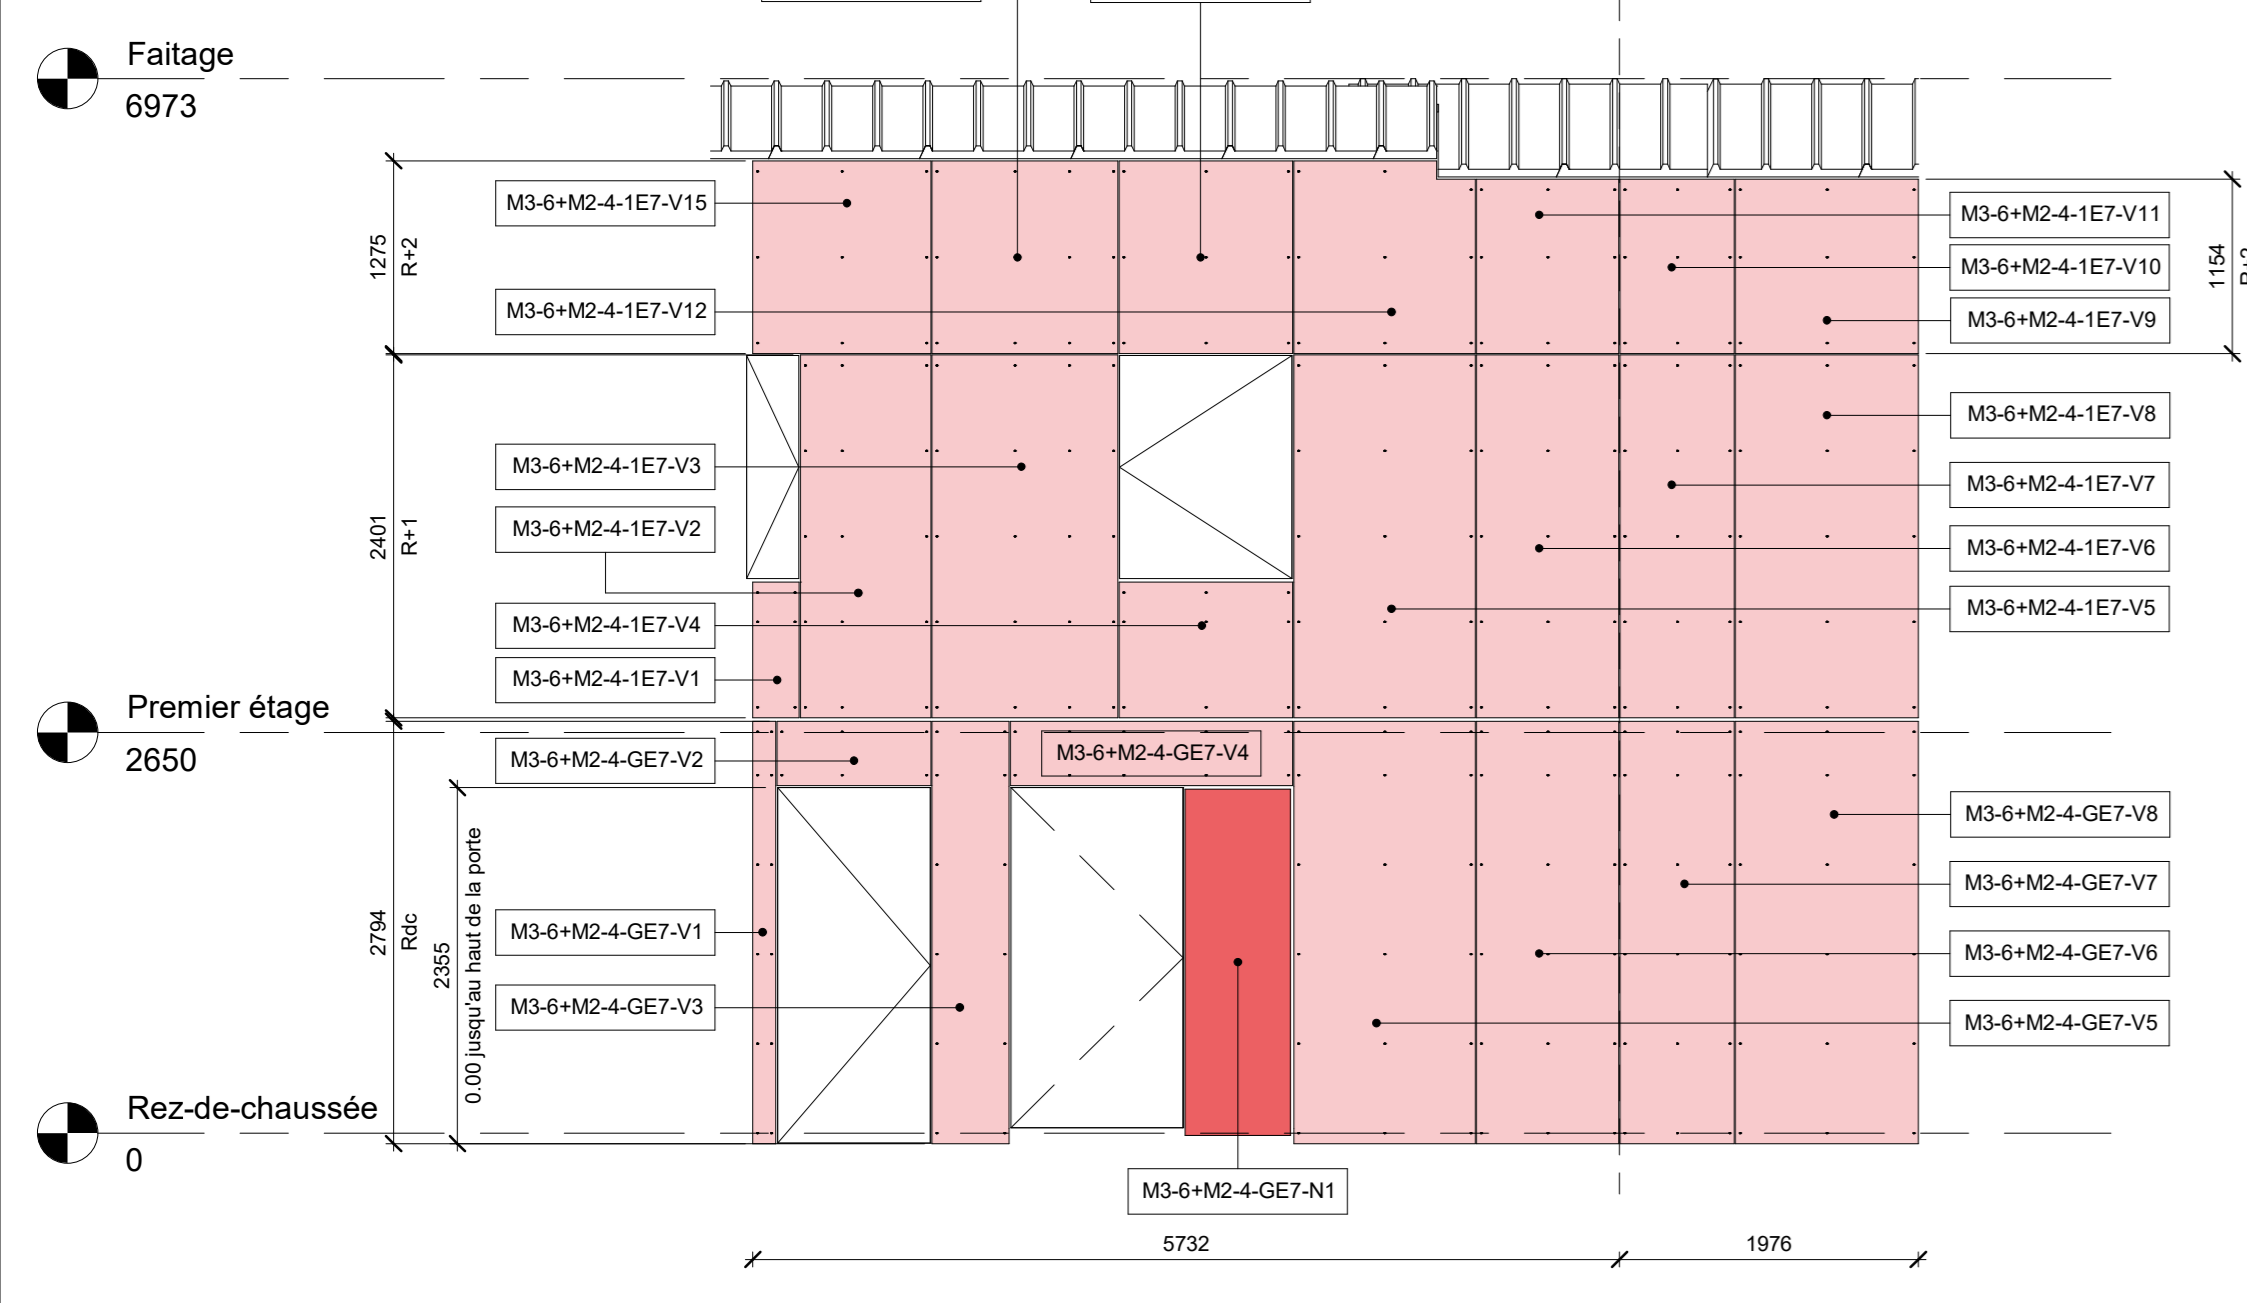 Faitage
6973
M3-6+M2-4-1E7-V15
M3-6+M2-4-1E7-V11
1275
R+2
M3-6+M2-4-1E7-V10
1154
M3-6+M2-4-1E7-V12
M3-6+M2-4-1E7-V9
M3-6+M2-4-1E7-V8
M3-6+M2-4-1E7-V3
M3-6+M2-4-1E7-V7
2401
R+1
M3-6+M2-4-1E7-V2
M3-6+M2-4-1E7-V6
M3-6+M2-4-1E7-V4
M3-6+M2-4-1E7-V5
M3-6+M2-4-1E7-V1
Premier étage
2650
M3-6+M2-4-GE7-V2
M3-6+M2-4-GE7-V4
M3-6+M2-4-GE7-V8
2794
Rdc
2355
0.00 jusqu'au haut de la porte
M3-6+M2-4-GE7-V7
M3-6+M2-4-GE7-V1
M3-6+M2-4-GE7-V6
M3-6+M2-4-GE7-V3
M3-6+M2-4-GE7-V5
Rez-de-chaussée
0
M3-6+M2-4-GE7-N1
5732
1976